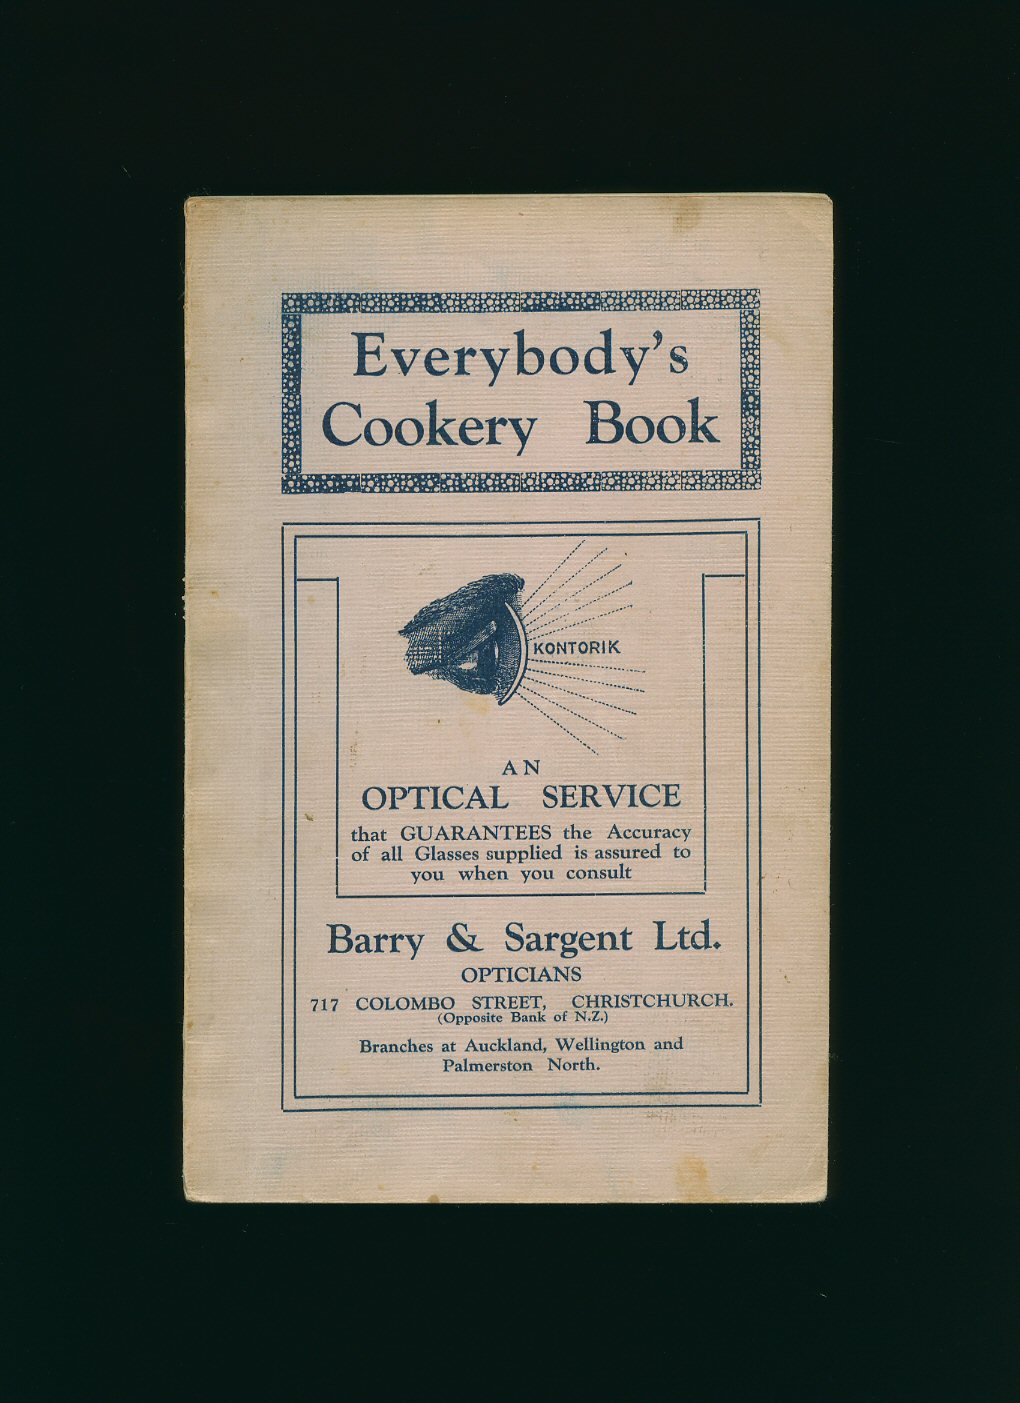 Everybody's
Cookery Book
KONTORIK
AN
OPTICAL SERVICE
that GUARANTEES the Accuracy
of all Glasses supplied is assured to
you when you consult
Barry & Sargent Ltd.
OPTICIANS
717 COLOMBO STREET, CHRISTCHURCH.
(Opposite Bank of N.Z.)
Branches at Auckland, Wellington and
Palmerston North.